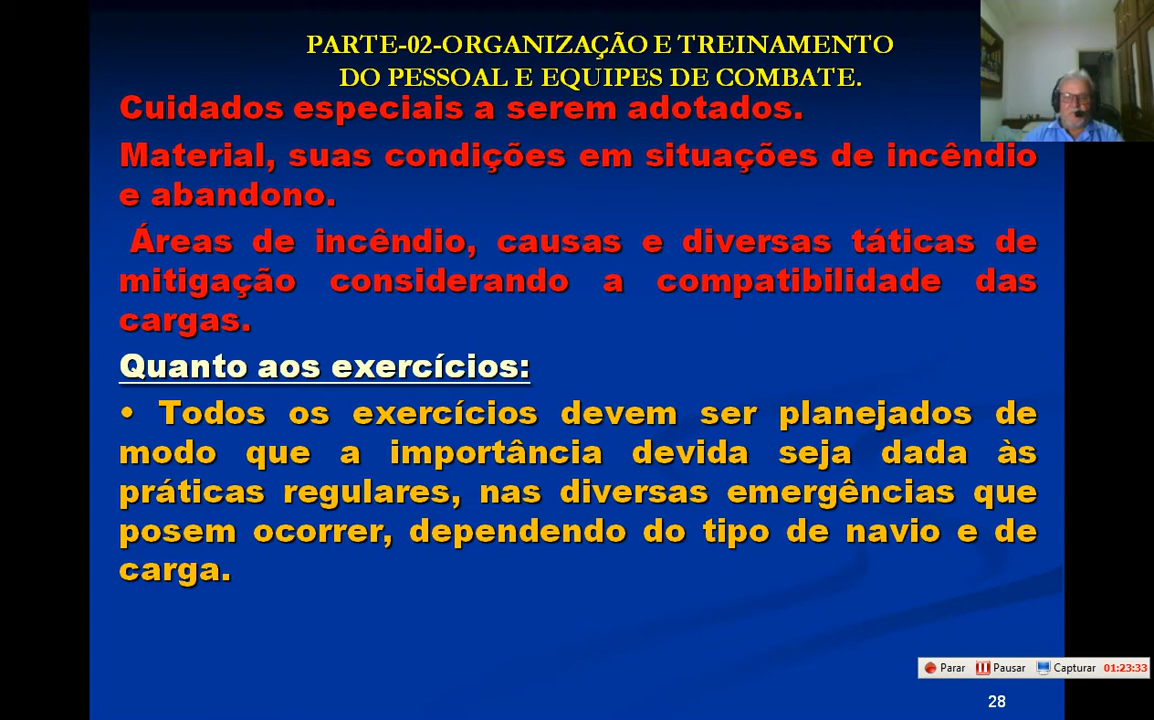 PARTE-02-ORGANIZAÇÃO E TREINAMENTO
DO PESSOAL E EQUIPES DE COMBATE.
Cuidados especiais a serem adotados.
Material, suas condições em situações de incêndio
e abandono.
Áreas de incêndio, causas e diversas táticas de
mitigação considerando a compatibilidade das
cargas.
Quanto aos exercícios:
• Todos os exercícios devem ser planejados de
modo que a importância devida seja dada às
práticas regulares, nas diversas emergências que
posem ocorrer, dependendo do tipo de navio e de
carga.
Parar Pausar Capturar 01:23:33
28